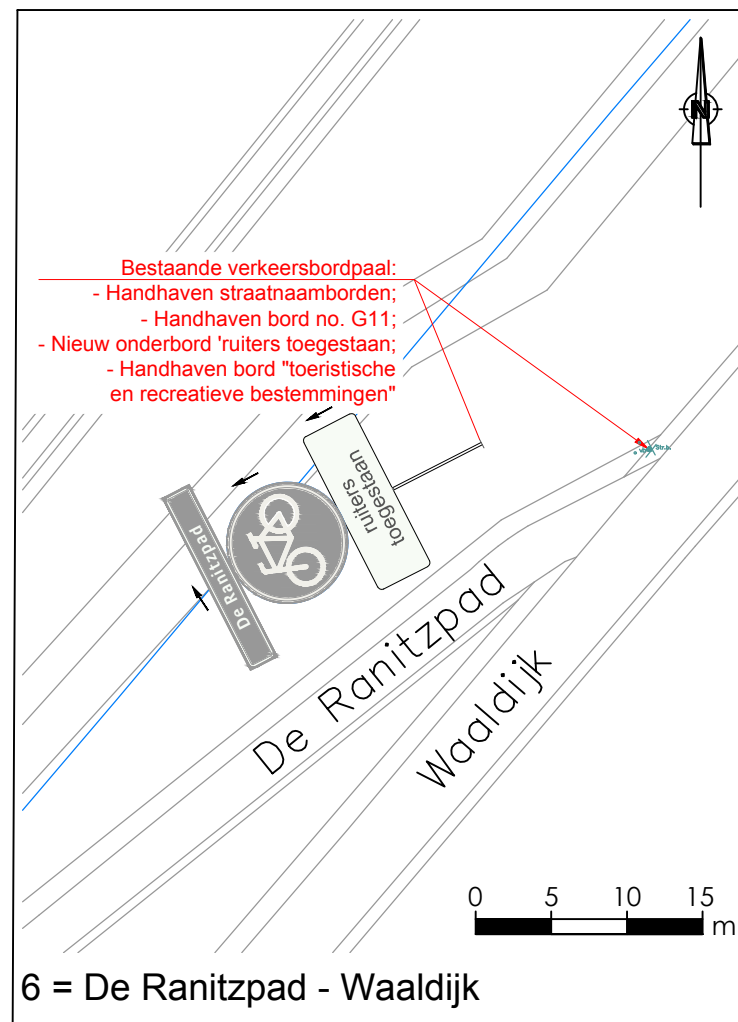 N
Bestaande verkeersbordpaal:
- Handhaven straatnaamborden;
- Handhaven bord no. G11;
- Nieuw onderbord 'ruiters toegestaan;
- Handhaven bord "toeristische
en recreatieve bestemmingen"
ruiters
toegestaan
De Ranitzpad
Str.b.
De Ranitzpad
Waaldijk
0 5 10 15
m
6 = De Ranitzpad - Waaldijk